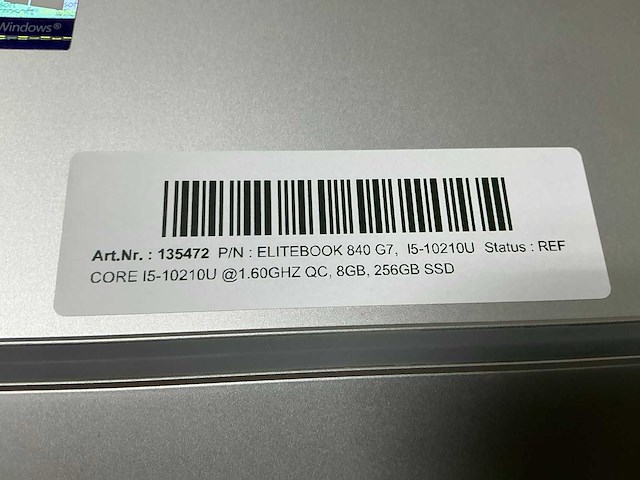 Windows®
Art.Nr. : 135472 P/N : ELITEBOOK 840 G7, I5-10210U Status : REF
CORE I5-10210U @1.60GHZ QC, 8GB, 256GB SSD